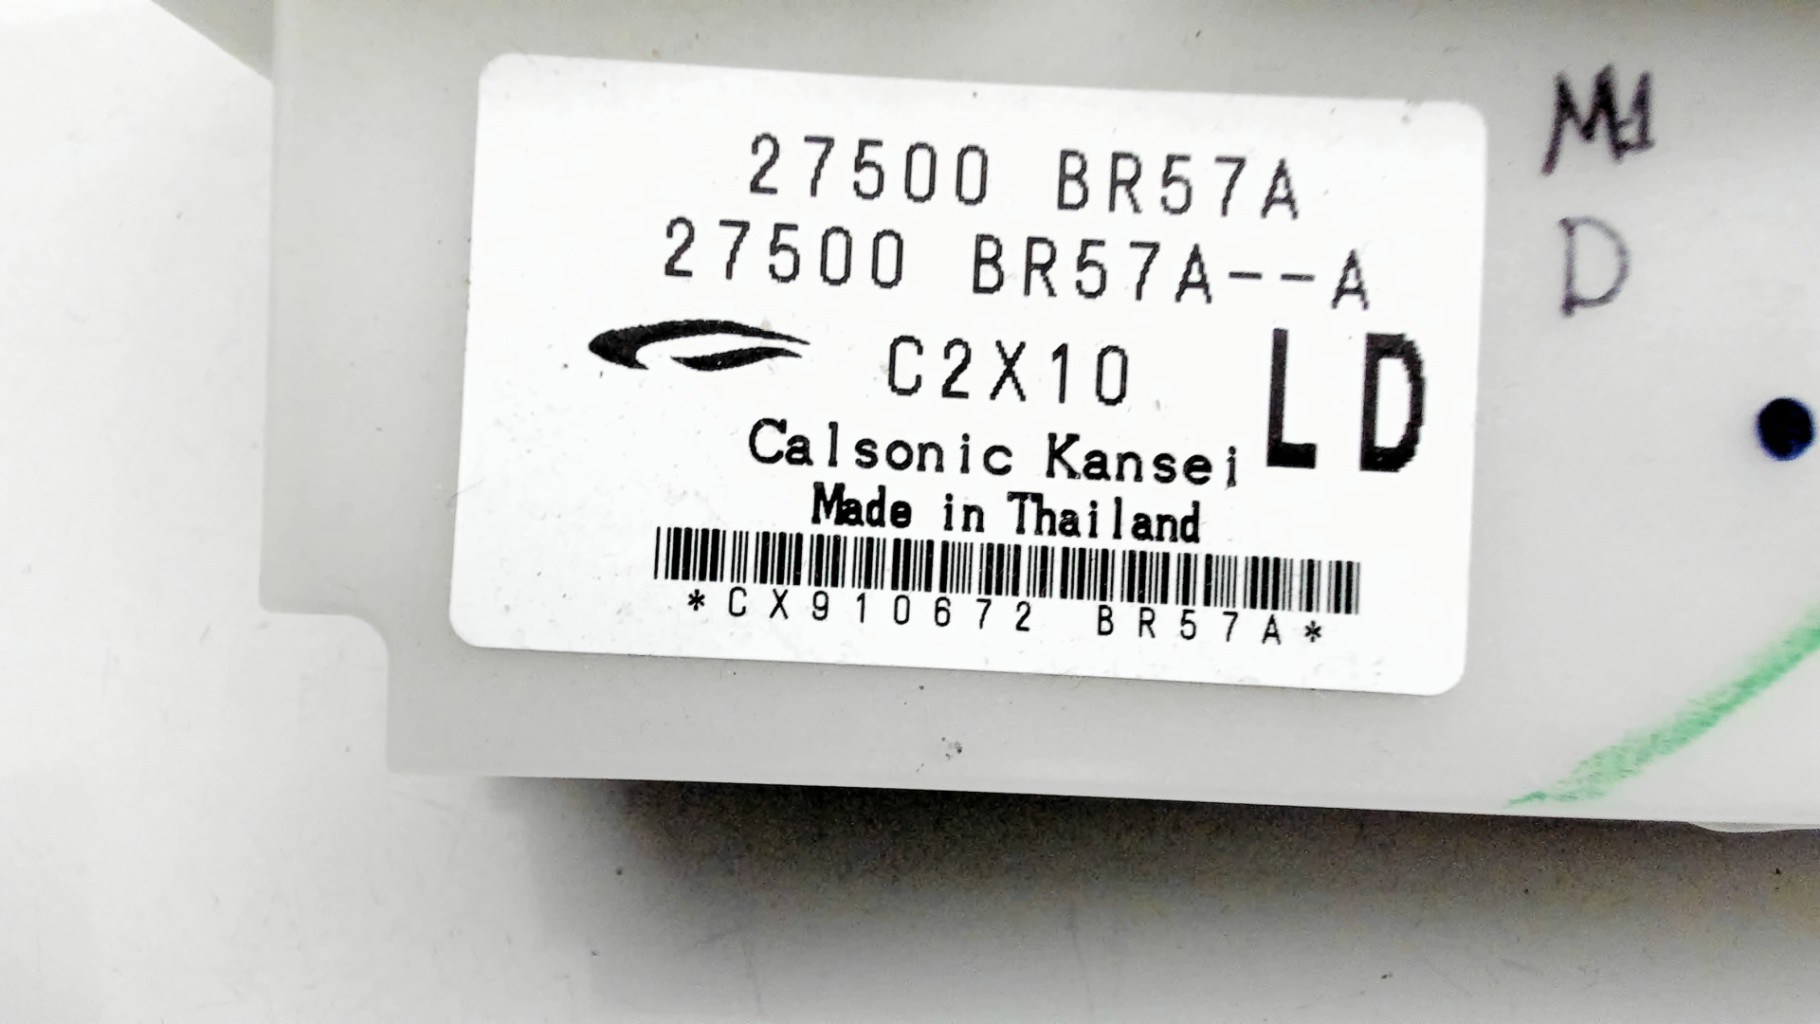 27500 BR57A
27500 BR57A--A
C2X10
LD
Calsonic Kansei
Made in Thailand
*CX910672 BR57A*
D